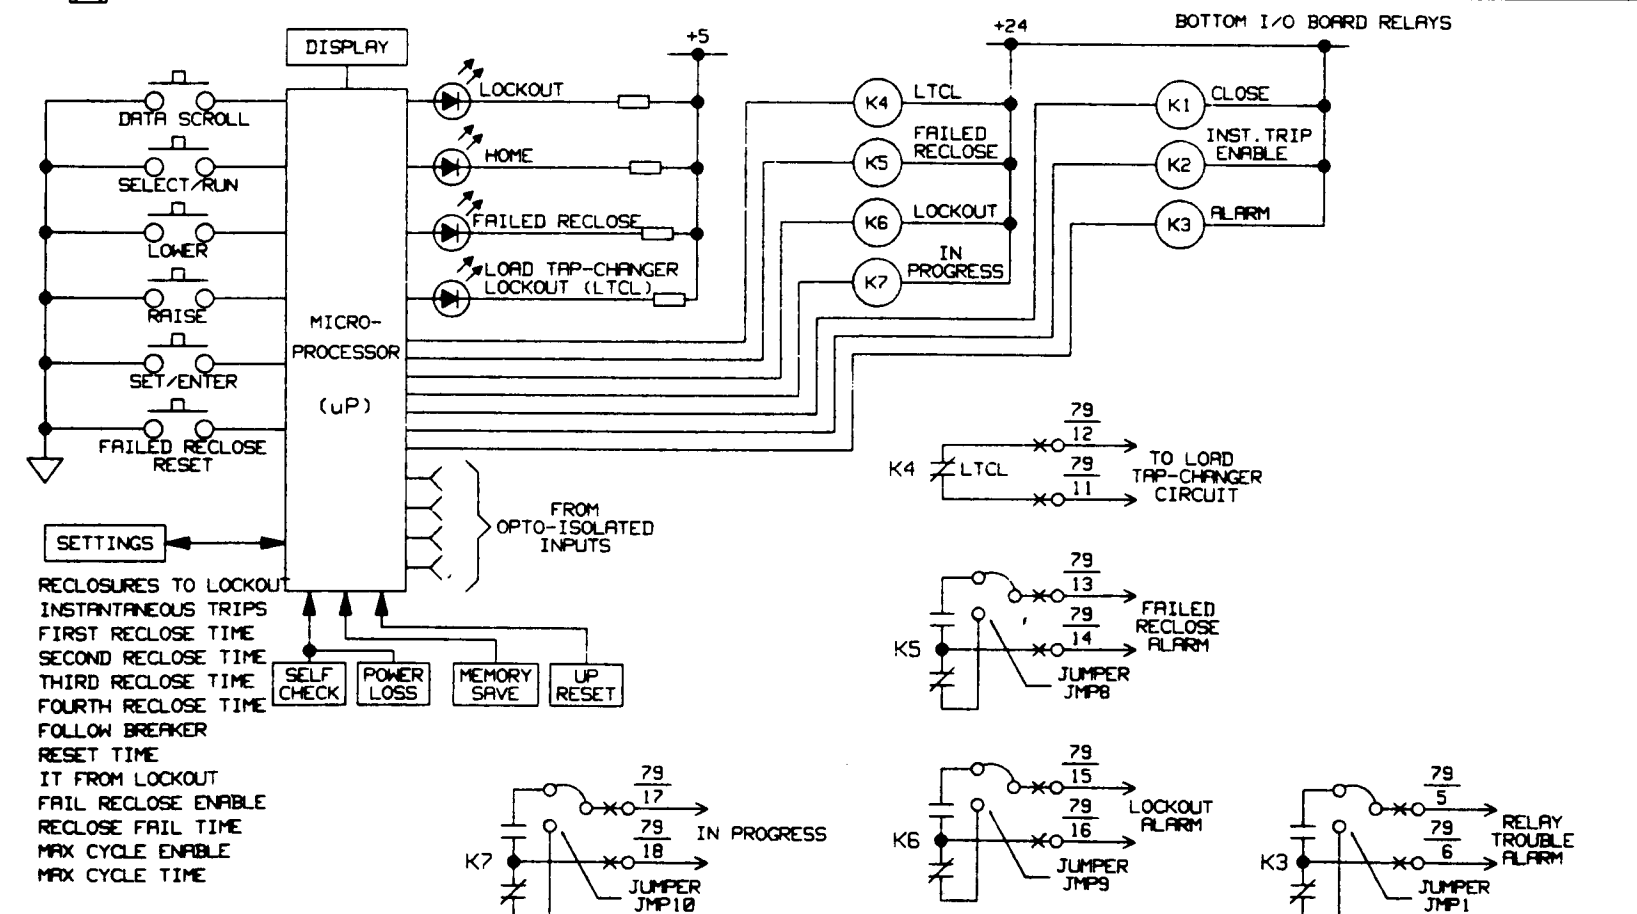 BOTTOM I/O BOARD RELAYS
+24
+5
DISPLAY
DATA SCROLL
SELECT/RUN
LOWER
RAISE
SET/ENTER
FAILED RECLOSE
RESET
MICRO-
PROCESSOR
(uP)
LOCKOUT
HOME
FAILED RECLOSE
LOAD TAP-CHANGER
LOCKOUT (LTCL)
K4
LTCL
K5
FAILED
RECLOSE
K6
LOCKOUT
K7
IN
PROGRESS
K1
CLOSE
K2
INST.TRIP
ENABLE
K3
ALARM
FROM
OPTO-ISOLATED
INPUTS
SETTINGS
RECLOSURES TO LOCKOUT
INSTANTANEOUS TRIPS
FIRST RECLOSE TIME
SECOND RECLOSE TIME
THIRD RECLOSE TIME
FOURTH RECLOSE TIME
FOLLOW BREAKER
RESET TIME
IT FROM LOCKOUT
FAIL RECLOSE ENABLE
RECLOSE FAIL TIME
MAX CYCLE ENABLE
MAX CYCLE TIME
SELF
CHECK
POWER
LOSS
MEMORY
SAVE
UP
RESET
K4
LTCL
79
12
79
11
TO LOAD
TAP-CHANGER
CIRCUIT
K5
79
13
79
14
FAILED
RECLOSE
ALARM
JUMPER
JMP8
K7
79
17
79
18
IN PROGRESS
JUMPER
JMP10
K6
79
15
79
16
LOCKOUT
ALARM
JUMPER
JMP9
K3
79
5
79
6
RELAY
TROUBLE
ALARM
JUMPER
JMP1